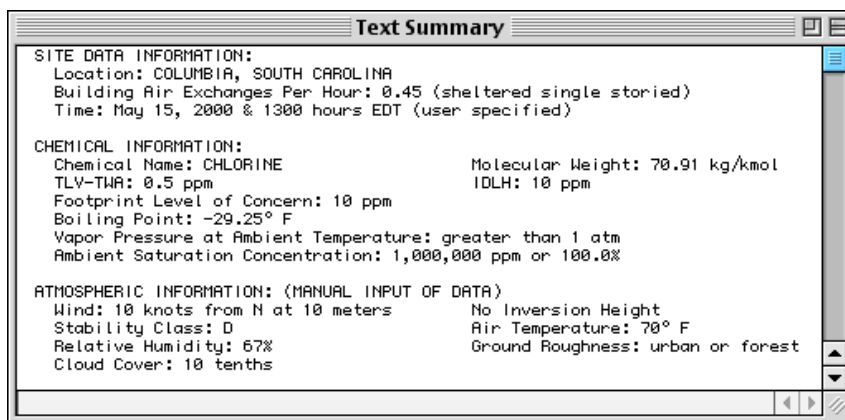 Text Summary
SITE DATA INFORMATION:
Location: COLUMBIA, SOUTH CAROLINA
Building Air Exchanges Per Hour: 0.45 (sheltered single storied)
Time: May 15, 2000 & 1300 hours EDT (user specified)
CHEMICAL INFORMATION:
Chemical Name: CHLORINE Molecular Weight: 70.91 kg/kmol
TLV-TWA: 0.5 ppm IDLH: 10 ppm
Footprint Level of Concern: 10 ppm
Boiling Point: -29.25° F
Vapor Pressure at Ambient Temperature: greater than 1 atm
Ambient Saturation Concentration: 1,000,000 ppm or 100.0%
ATMOSPHERIC INFORMATION: (MANUAL INPUT OF DATA)
Wind: 10 knots from N at 10 meters No Inversion Height
Stability Class: D Air Temperature: 70° F
Relative Humidity: 67% Ground Roughness: urban or forest
Cloud Cover: 10 tenths